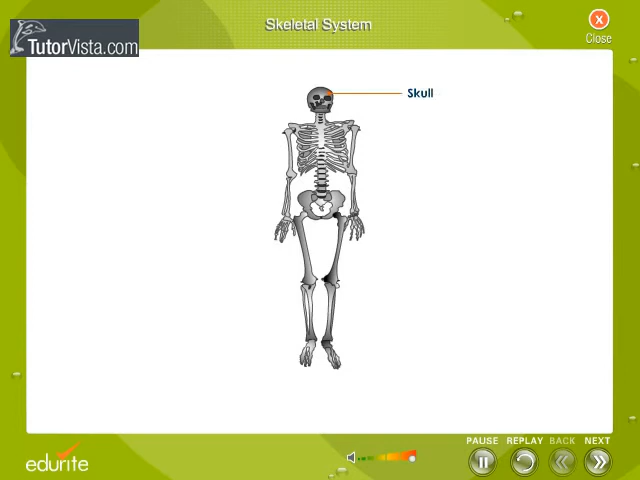 Skeletal System
TutorVista.com
Close
Skull
PAUSE REPLAY BACK NEXT
edurite